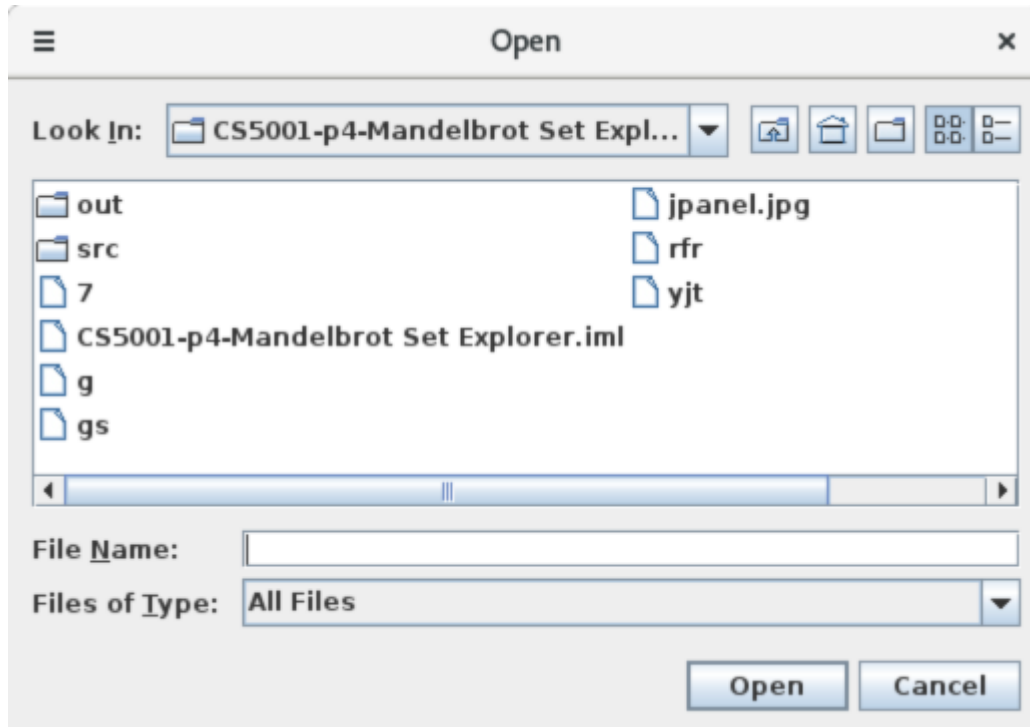 Open
Look In: CS5001-p4-Mandelbrot Set Expl...
out
src
7
CS5001-p4-Mandelbrot Set Explorer.iml
g
gs
jpanel.jpg
rfr
yjt
File Name:
Files of Type: All Files
Open Cancel